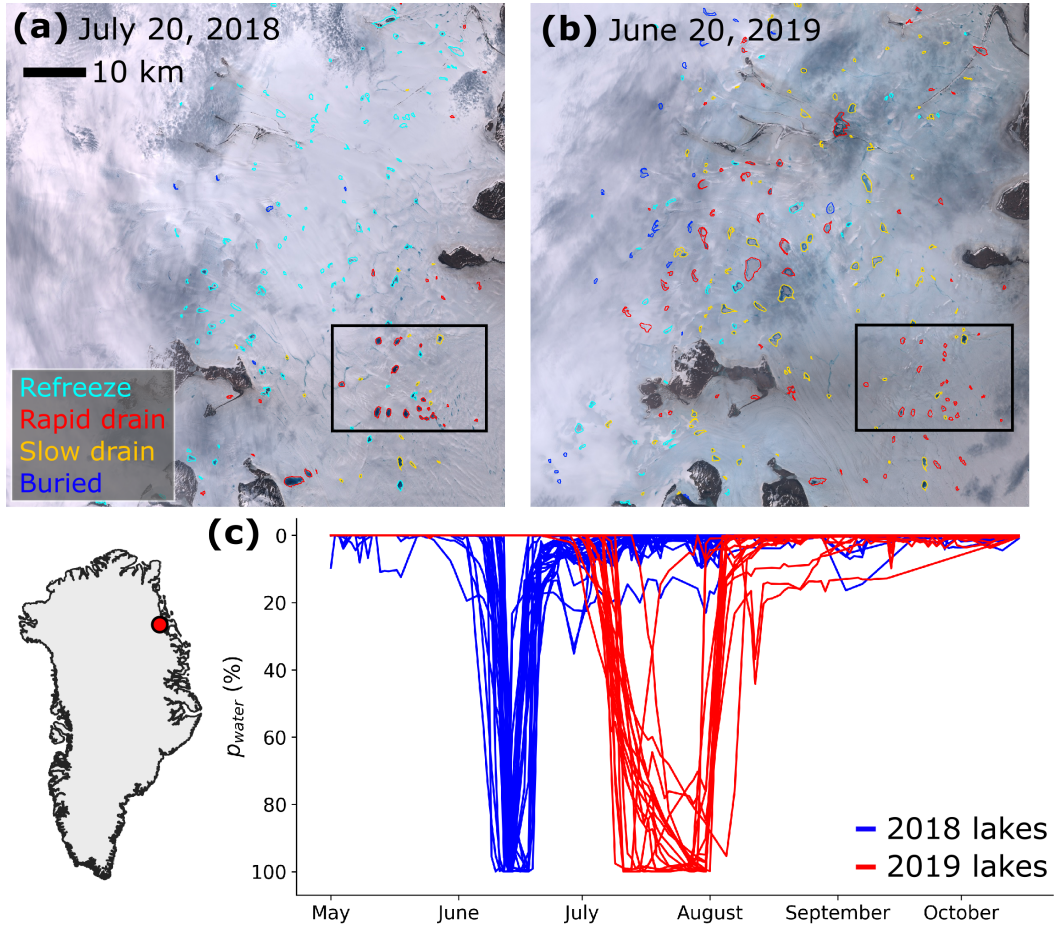 (a) July 20, 2018
10 km
Refreeze
Rapid drain
Slow drain
Buried
(b) June 20, 2019
(c)
0
20
40
60
80
100
p_water (%)
May June July August September October
2018 lakes
2019 lakes